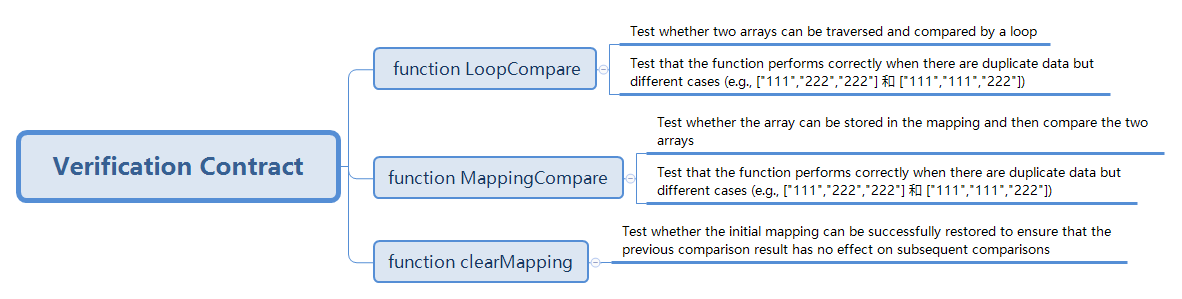 Verification Contract
function LoopCompare
Test whether two arrays can be traversed and compared by a loop
Test that the function performs correctly when there are duplicate data but
different cases (e.g., ["111","222","222"] 和 ["111","111","222"])
function MappingCompare
Test whether the array can be stored in the mapping and then compare the two
arrays
Test that the function performs correctly when there are duplicate data but
different cases (e.g., ["111","222","222"] 和 ["111","111","222"])
function clearMapping
Test whether the initial mapping can be successfully restored to ensure that the
previous comparison result has no effect on subsequent comparisons